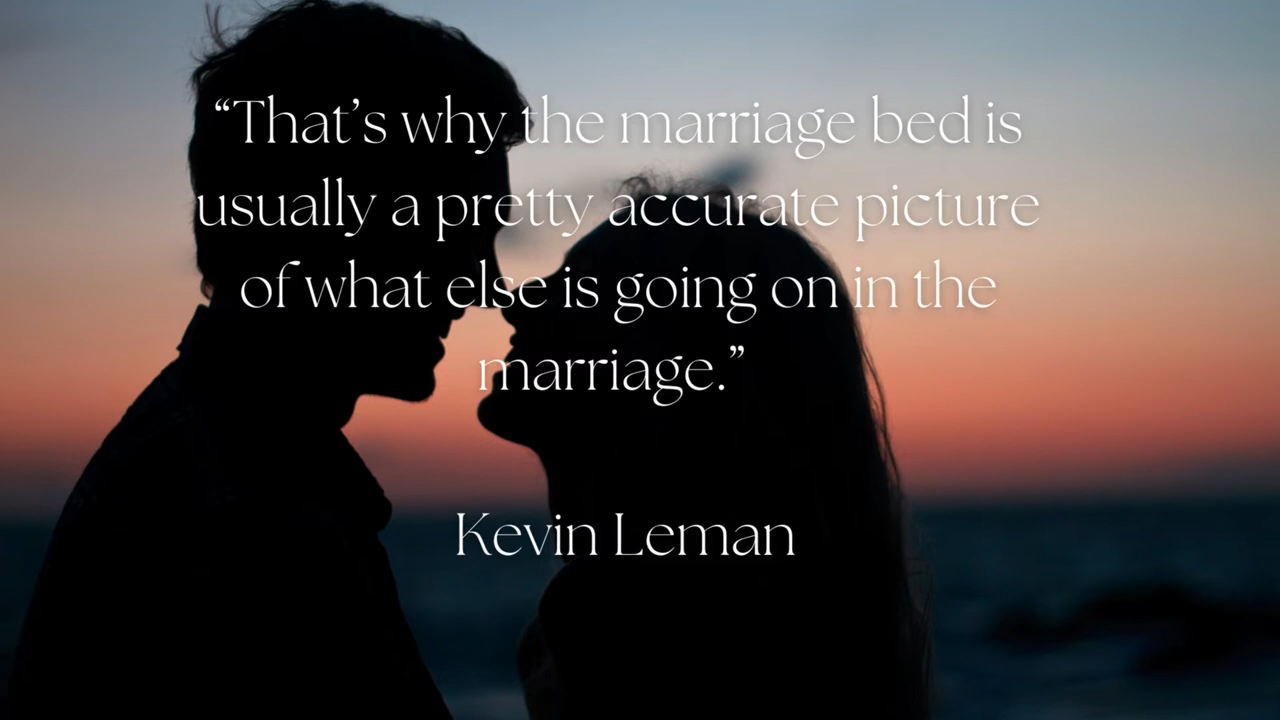 “That’s why the marriage bed is
usually a pretty accurate picture
of what else is going on in the
marriage.”
Kevin Leman